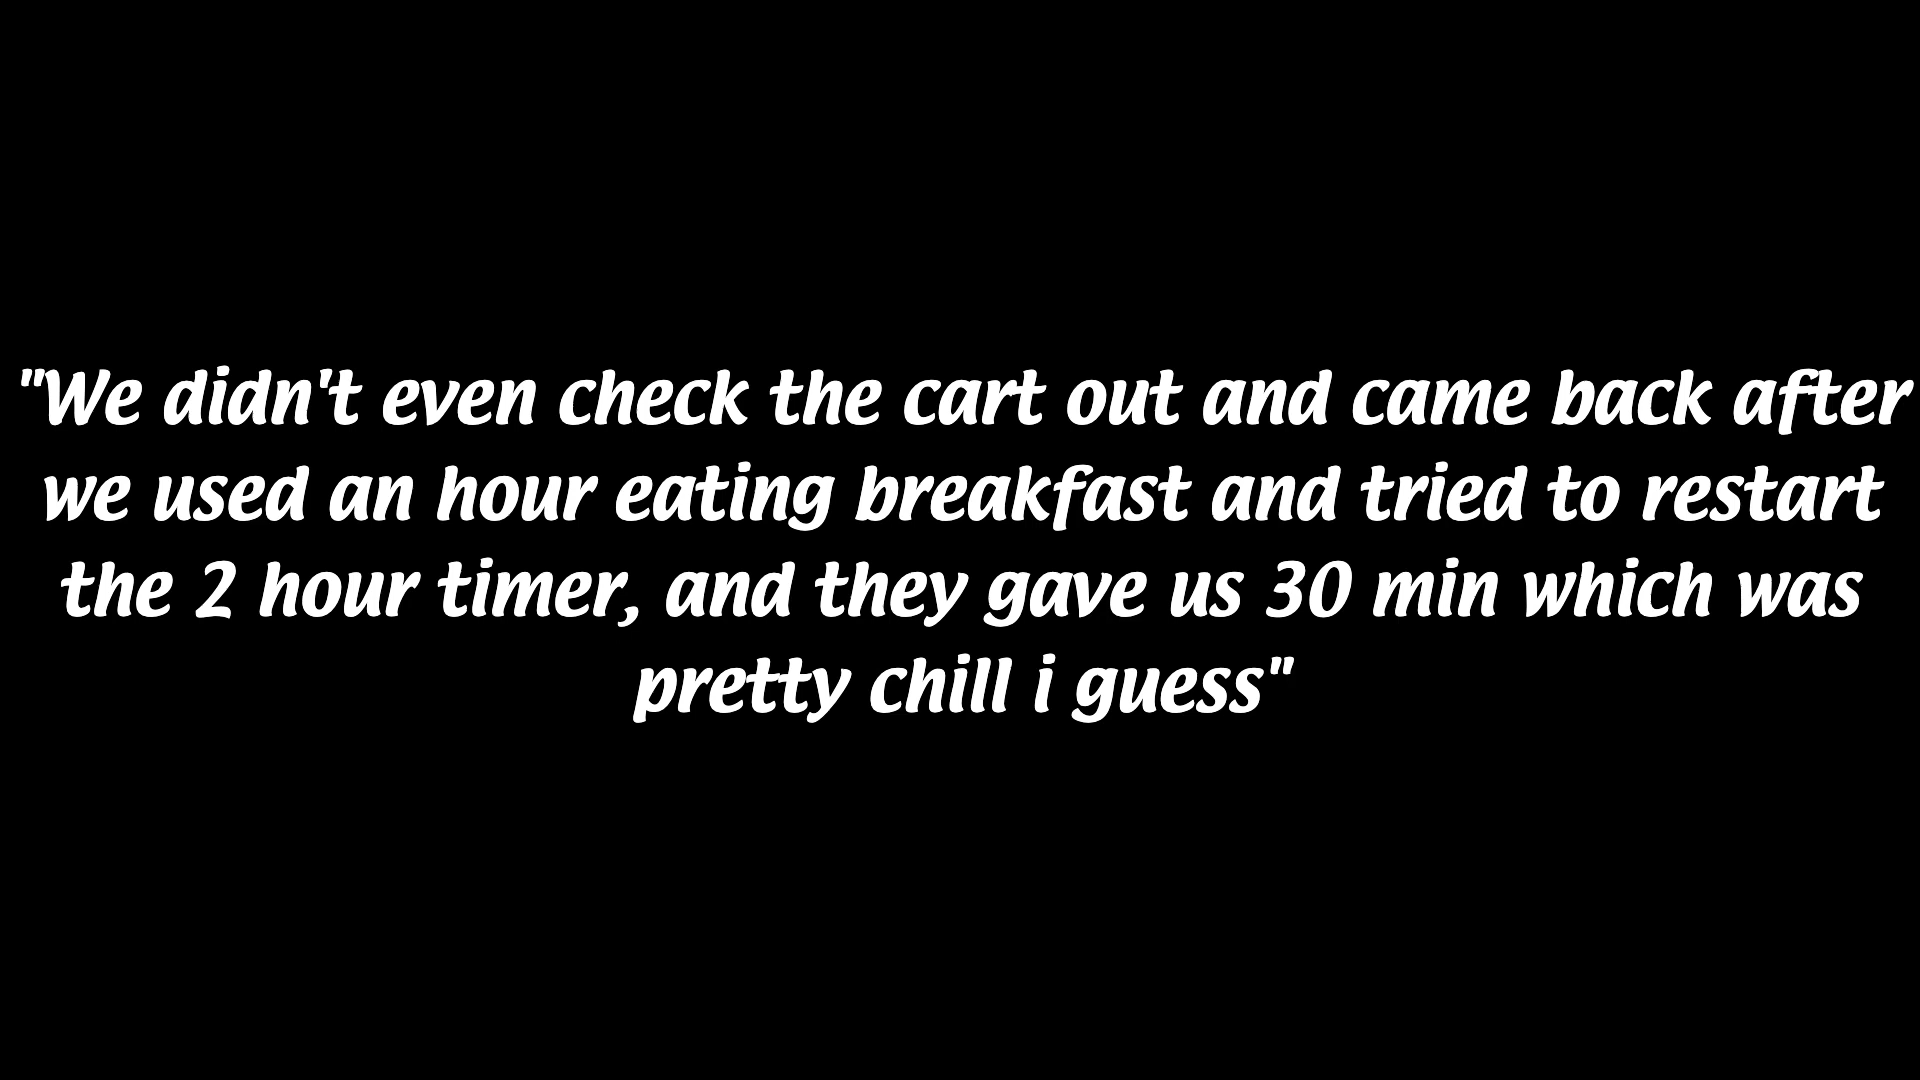 "We didn't even check the cart out and came back after
we used an hour eating breakfast and tried to restart
the 2 hour timer, and they gave us 30 min which was
pretty chill i guess"